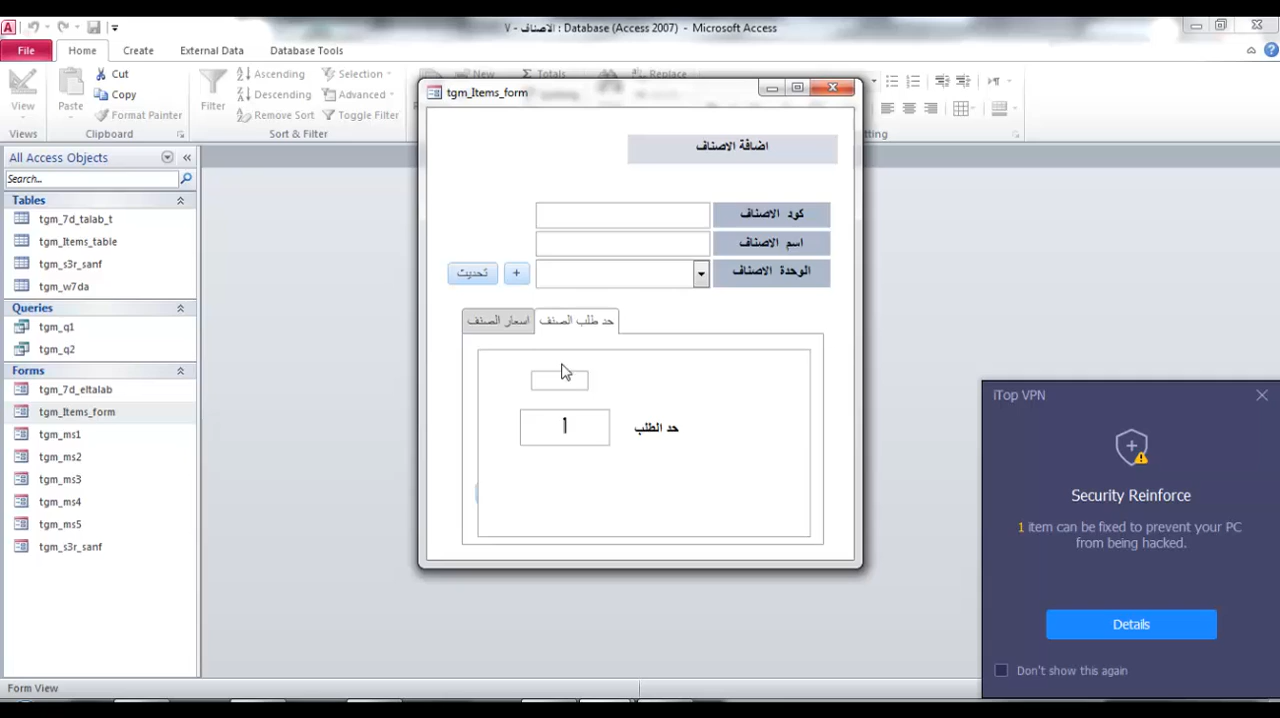 الاصناف - V : Database (Access 2007) - Microsoft Access
File
Home
Create
External Data
Database Tools
View
Paste
Cut
Copy
Format Painter
Filter
Ascending
Descending
Remove Sort
Selection
Advanced
Toggle Filter
New
Totals
Replace
Views
Clipboard
Sort & Filter
All Access Objects
Search...
Tables
tgm_7d_talab_t
tgm_Items_table
tgm_s3r_sanf
tgm_w7da
Queries
tgm_q1
tgm_q2
Forms
tgm_7d_eltalab
tgm_Items_form
tgm_ms1
tgm_ms2
tgm_ms3
tgm_ms4
tgm_ms5
tgm_s3r_sanf
tgm_Items_form
اضافة الاصناف
كود الاصناف
اسم الاصناف
الوحدة الاصناف
+
تحديث
حد طلب الصنف
اسعار الصنف
حد الطلب
iTop VPN
Security Reinforce
1 item can be fixed to prevent your PC
from being hacked.
Details
Don't show this again
Form View